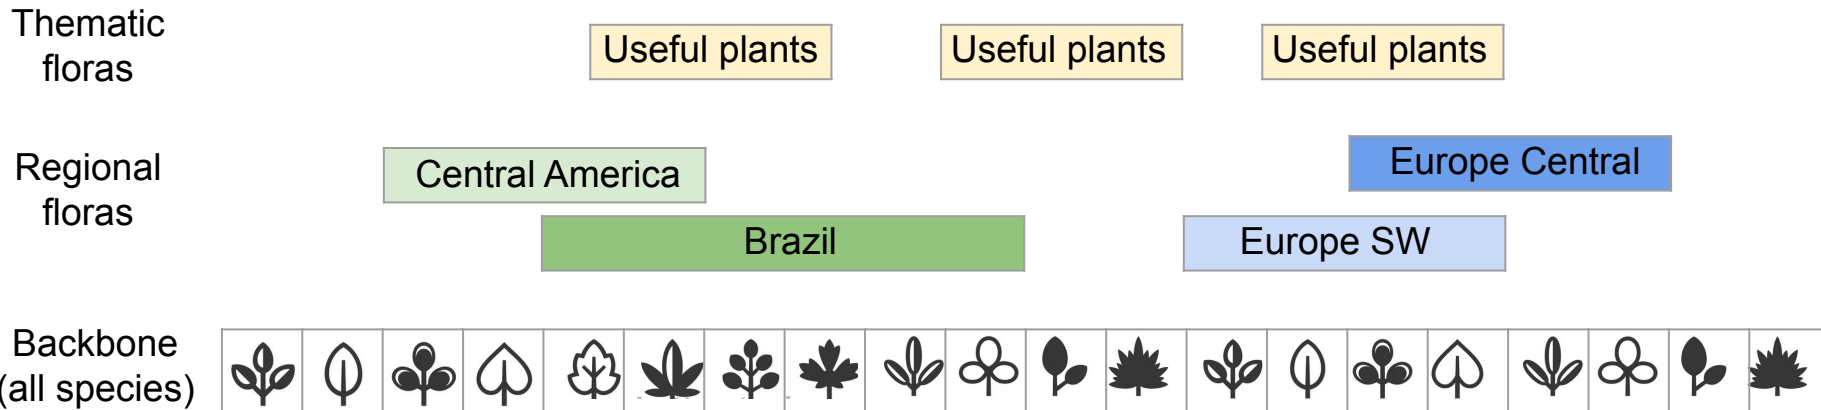 Thematic
floras
Useful plants
Useful plants
Useful plants
Regional
floras
Central America
Europe Central
Brazil
Europe SW
Backbone
(all species)